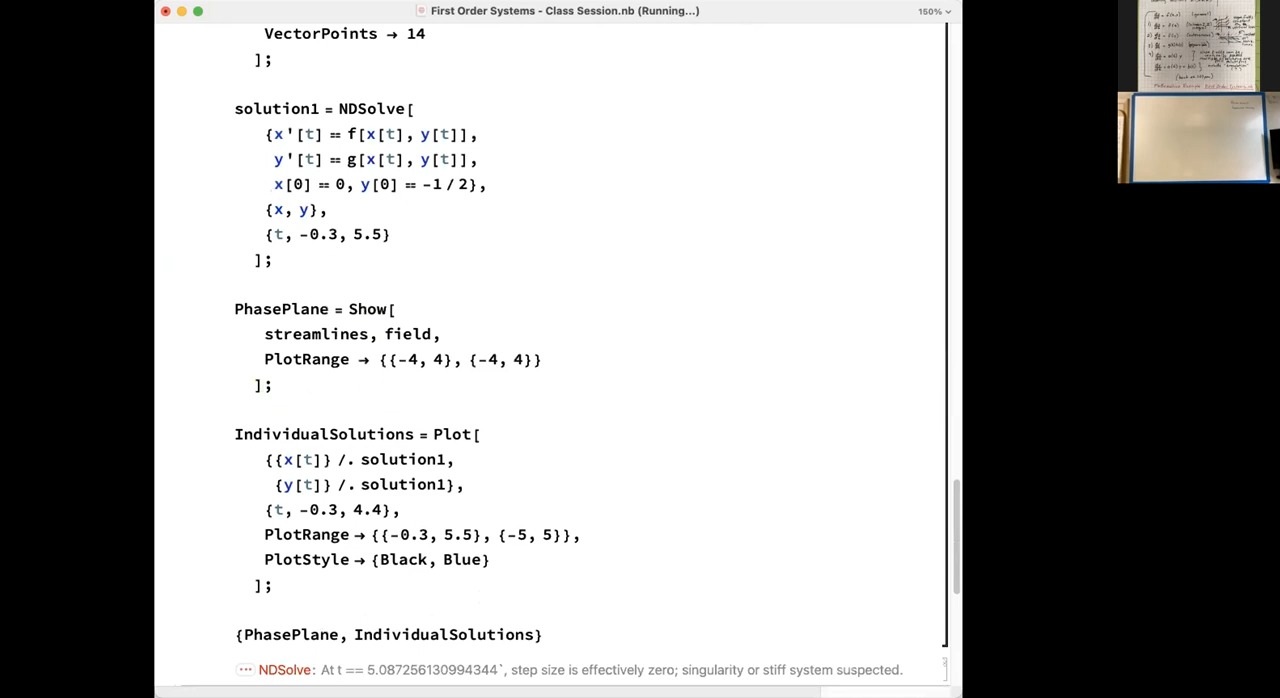 First Order Systems - Class Session.nb (Running...)
150%
VectorPoints → 14
];
solution1 = NDSolve[
{x'[t] == f[x[t], y[t]],
y'[t] == g[x[t], y[t]],
x[0] == 0, y[0] == -1 / 2},
{x, y},
{t, -0.3, 5.5}
];
PhasePlane = Show[
streamlines, field,
PlotRange → {{-4, 4}, {-4, 4}}
];
IndividualSolutions = Plot[
{{x[t]} /. solution1,
{y[t]} /. solution1},
{t, -0.3, 4.4},
PlotRange → {{-0.3, 5.5}, {-5, 5}},
PlotStyle → {Black, Blue}
];
{PhasePlane, IndividualSolutions}
NDSolve: At t == 5.087256130994344`, step size is effectively zero; singularity or stiff system suspected.